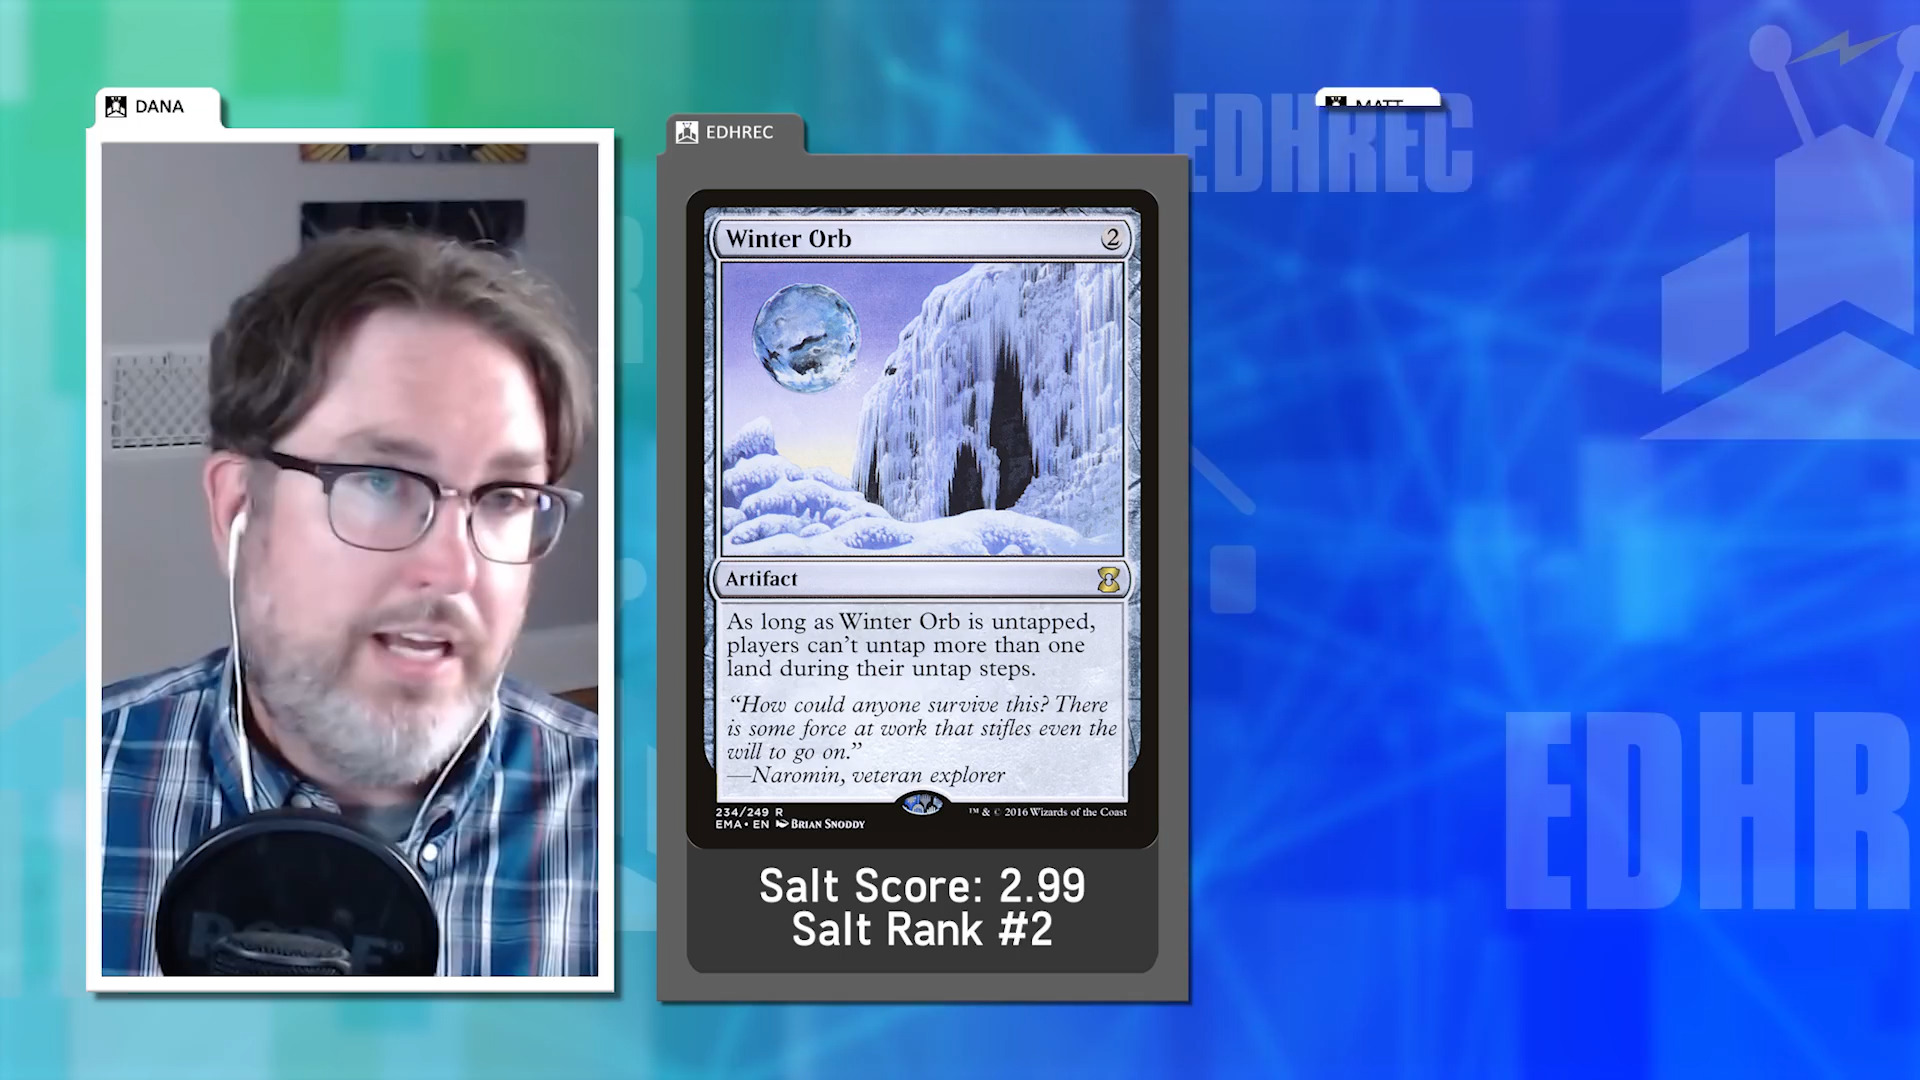 DANA
EDHREC
Winter Orb
2
Artifact
As long as Winter Orb is untapped,
players can't untap more than one
land during their untap steps.
"How could anyone survive this? There
is some force at work that stifles even the
will to go on."
—Naromin, veteran explorer
234/249 R
EMA • EN BRIAN SNODDY
™ & © 2016 Wizards of the Coast
Salt Score: 2.99
Salt Rank #2
MATT
EDHREC
EDHR